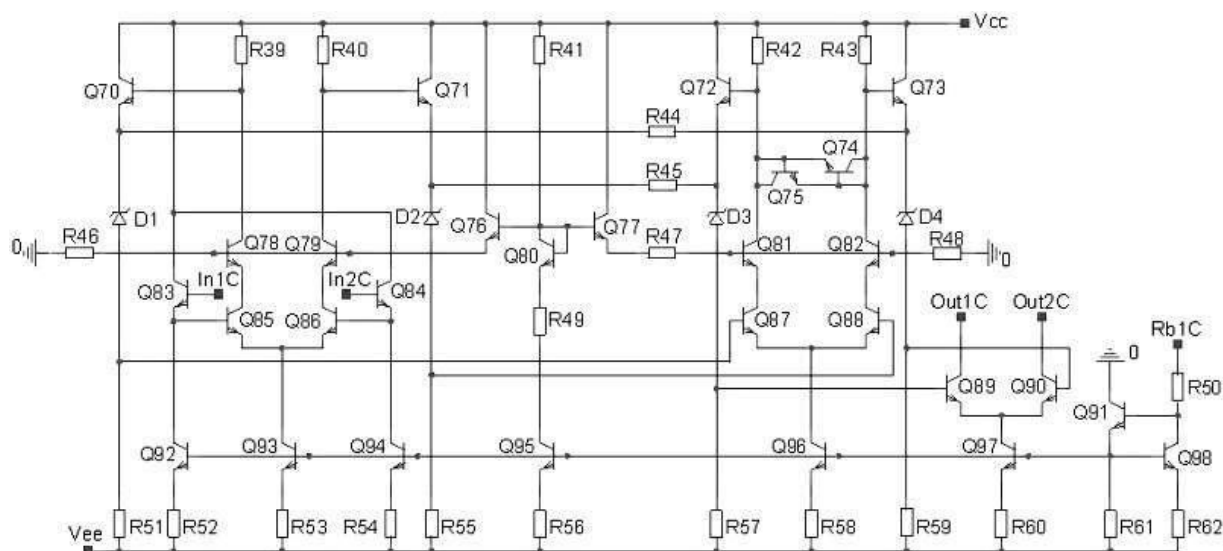 Vcc
R39 R40 R41 R42 R43
Q70 Q71 Q72 Q73
R44
Q74
R45
Q75
D1 D2 Q76 Q77 D3 D4
0 R46 Q78 Q79 Q80 R47 Q81 Q82 R48 0
In1C In2C
Q83 Q84
Out1C Out2C
Q85 Q86 R49 Q87 Q88
0 Rb1C
R50
Q89 Q90 Q91
Q92 Q93 Q94 Q95 Q96 Q97 Q98
Vee R51 R52 R53 R54 R55 R56 R57 R58 R59 R60 R61 R62